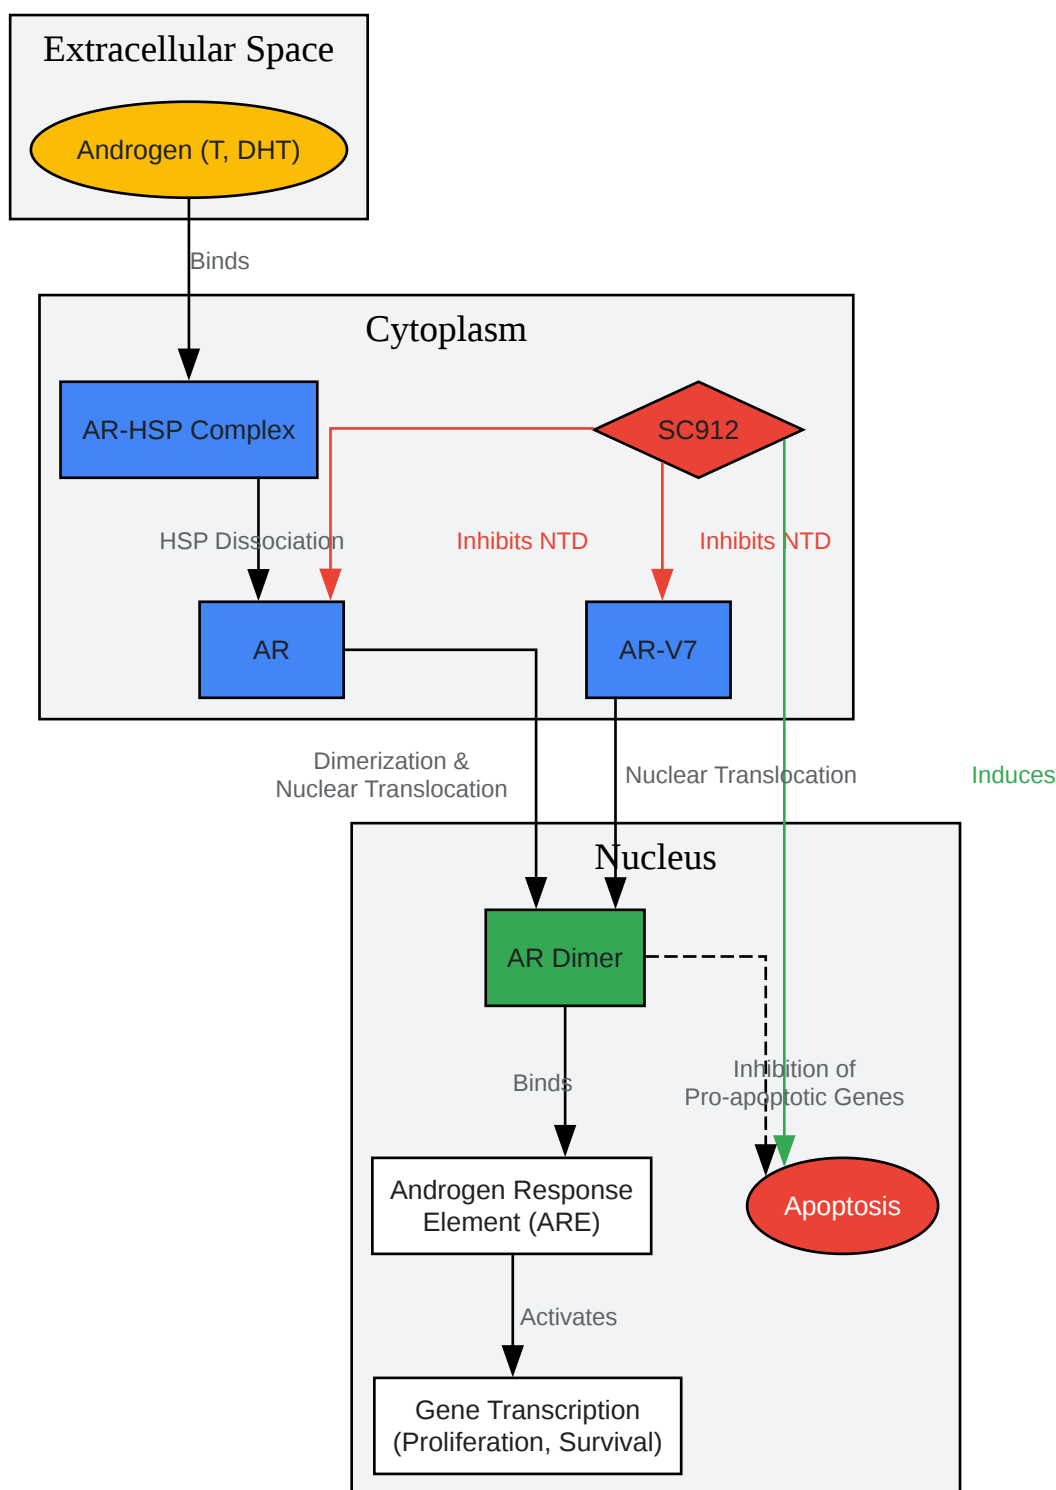 Extracellular Space
Androgen (T, DHT)
Binds
Cytoplasm
AR-HSP Complex
SC912
HSP Dissociation
Inhibits NTD
Inhibits NTD
AR
AR-V7
Dimerization &
Nuclear Translocation
Nuclear Translocation
Induces
Nucleus
AR Dimer
Binds
Inhibition of
Pro-apoptotic Genes
Androgen Response
Element (ARE)
Apoptosis
Activates
Gene Transcription
(Proliferation, Survival)